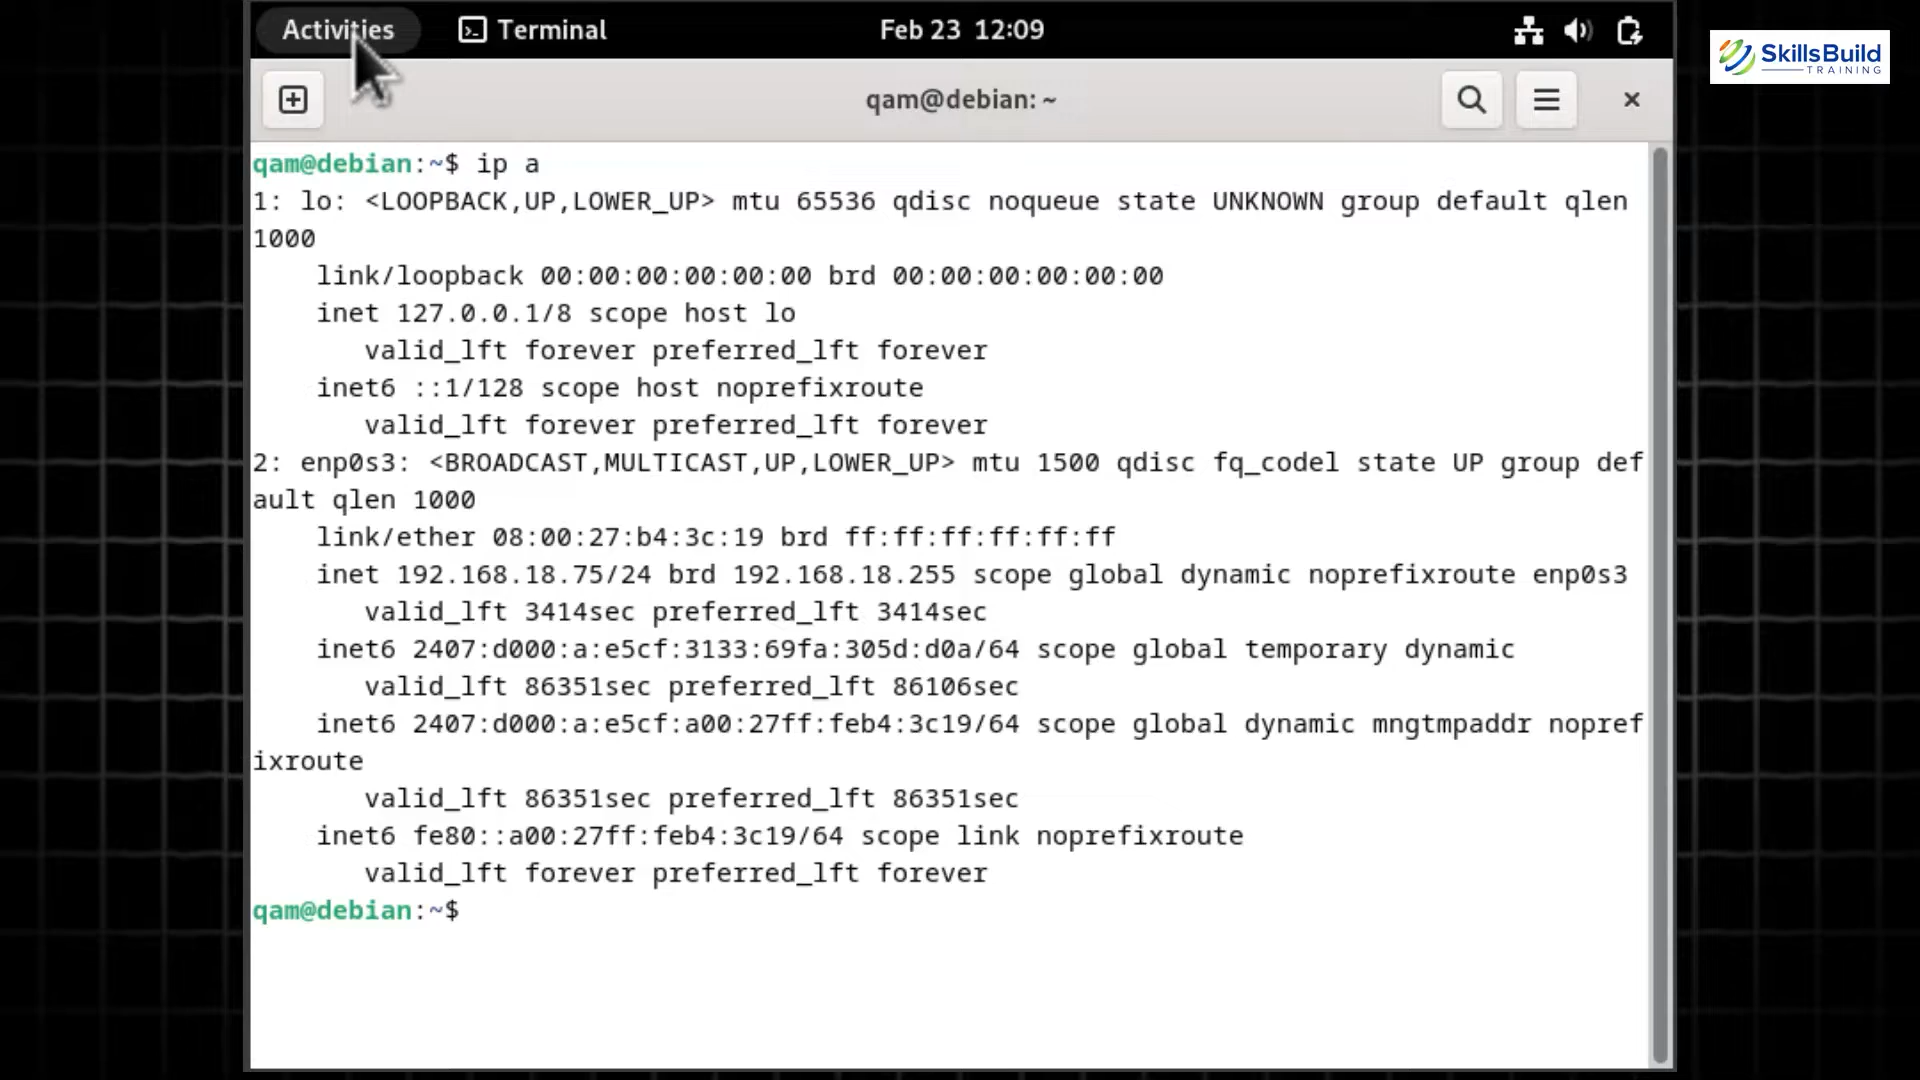 Activities Terminal Feb 23 12:09
SkillsBuild
TRAINING
qam@debian: ~
qam@debian:~$ ip a
1: lo: <LOOPBACK,UP,LOWER_UP> mtu 65536 qdisc noqueue state UNKNOWN group default qlen
1000
    link/loopback 00:00:00:00:00:00 brd 00:00:00:00:00:00
    inet 127.0.0.1/8 scope host lo
       valid_lft forever preferred_lft forever
    inet6 ::1/128 scope host noprefixroute
       valid_lft forever preferred_lft forever
2: enp0s3: <BROADCAST,MULTICAST,UP,LOWER_UP> mtu 1500 qdisc fq_codel state UP group def
ault qlen 1000
    link/ether 08:00:27:b4:3c:19 brd ff:ff:ff:ff:ff:ff
    inet 192.168.18.75/24 brd 192.168.18.255 scope global dynamic noprefixroute enp0s3
       valid_lft 3414sec preferred_lft 3414sec
    inet6 2407:d000:a:e5cf:3133:69fa:305d:d0a/64 scope global temporary dynamic
       valid_lft 86351sec preferred_lft 86106sec
    inet6 2407:d000:a:e5cf:a00:27ff:feb4:3c19/64 scope global dynamic mngtmpaddr nopref
ixroute
       valid_lft 86351sec preferred_lft 86351sec
    inet6 fe80::a00:27ff:feb4:3c19/64 scope link noprefixroute
       valid_lft forever preferred_lft forever
qam@debian:~$